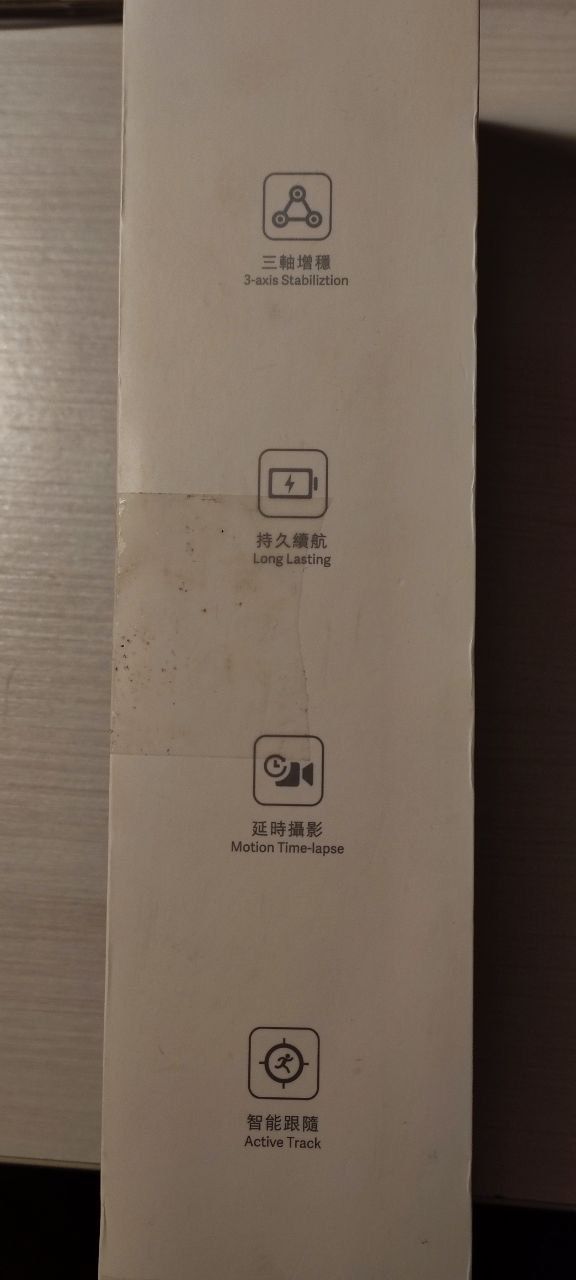 三軸增穩
3-axis Stabiliztion
持久續航
Long Lasting
延時攝影
Motion Time-lapse
智能跟隨
Active Track